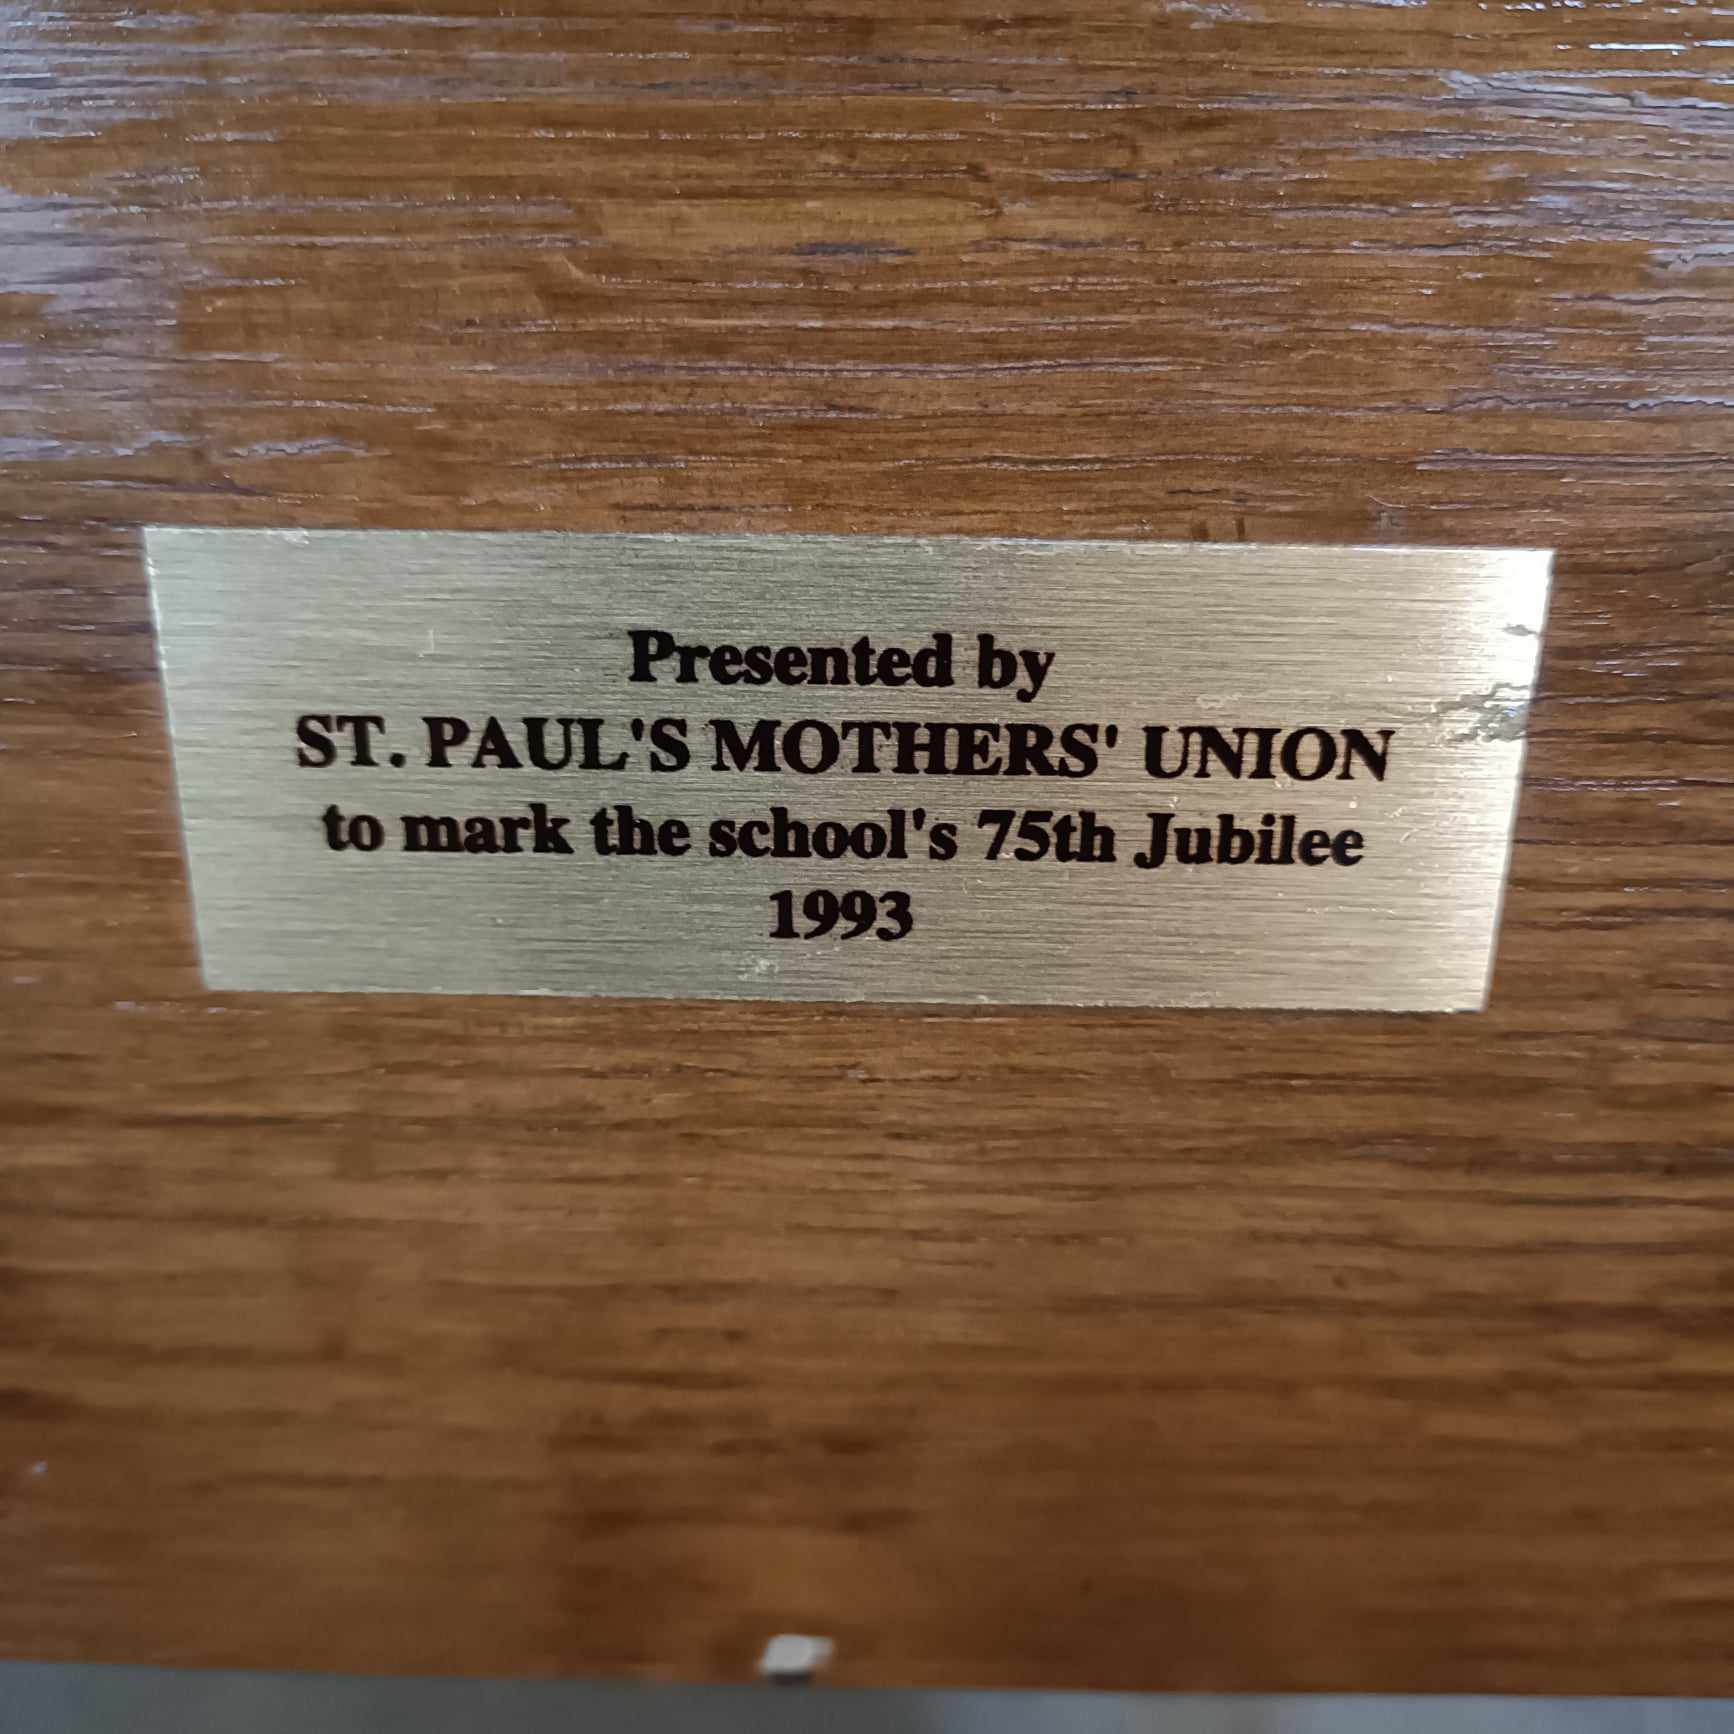 Presented by
ST. PAUL'S MOTHERS' UNION
to mark the school's 75th Jubilee
1993